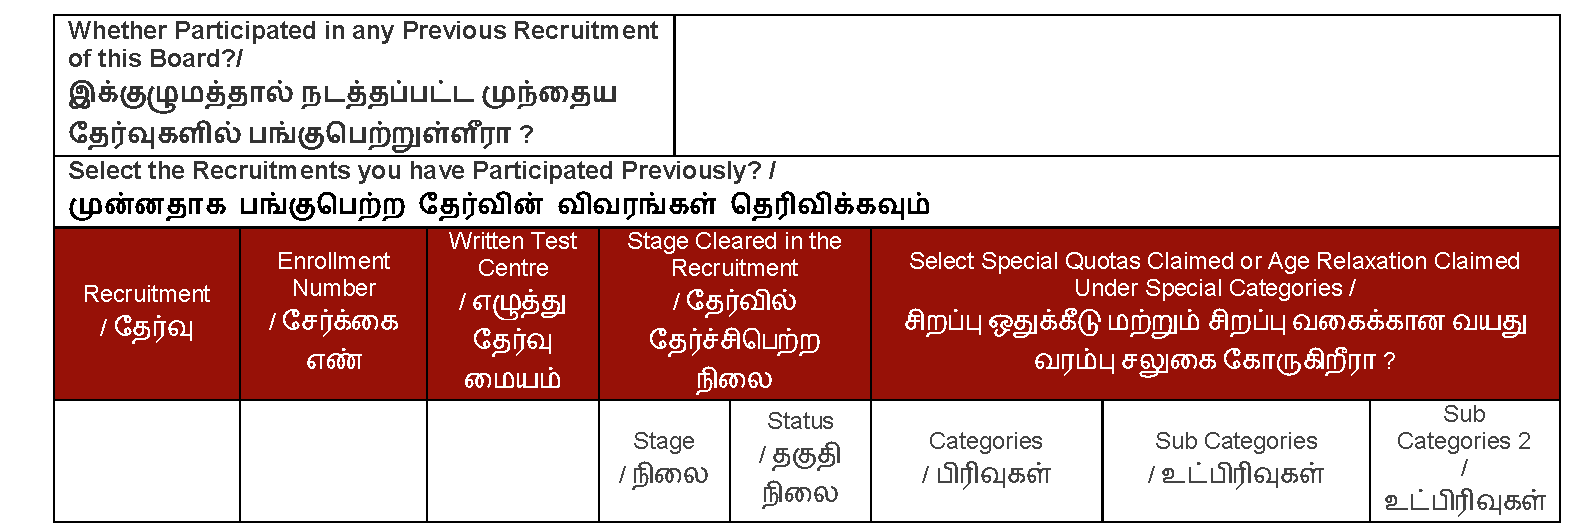 Whether Participated in any Previous Recruitment
of this Board?/
இக்குழுமத்தால் நடத்தப்பட்ட முந்தைய
தேர்வுகளில் பங்குபெற்றுள்ளீரா ?
Select the Recruitments you have Participated Previously? /
முன்னதாக பங்குபெற்ற தேர்வின் விவரங்கள் தெரிவிக்கவும்
Recruitment
/ தேர்வு
Enrollment
Number
/ சேர்க்கை
எண்
Written Test
Centre
/ எழுத்து
தேர்வு
மையம்
Stage Cleared in the
Recruitment
/ தேர்வில்
தேர்ச்சிபெற்ற
நிலை
Select Special Quotas Claimed or Age Relaxation Claimed
Under Special Categories /
சிறப்பு ஒதுக்கீடு மற்றும் சிறப்பு வகைக்கான வயது
வரம்பு சலுகை கோருகிறீரா ?
Stage
/ நிலை
Status
/ தகுதி
நிலை
Categories
/ பிரிவுகள்
Sub Categories
/ உட்பிரிவுகள்
Sub
Categories 2
/
உட்பிரிவுகள்